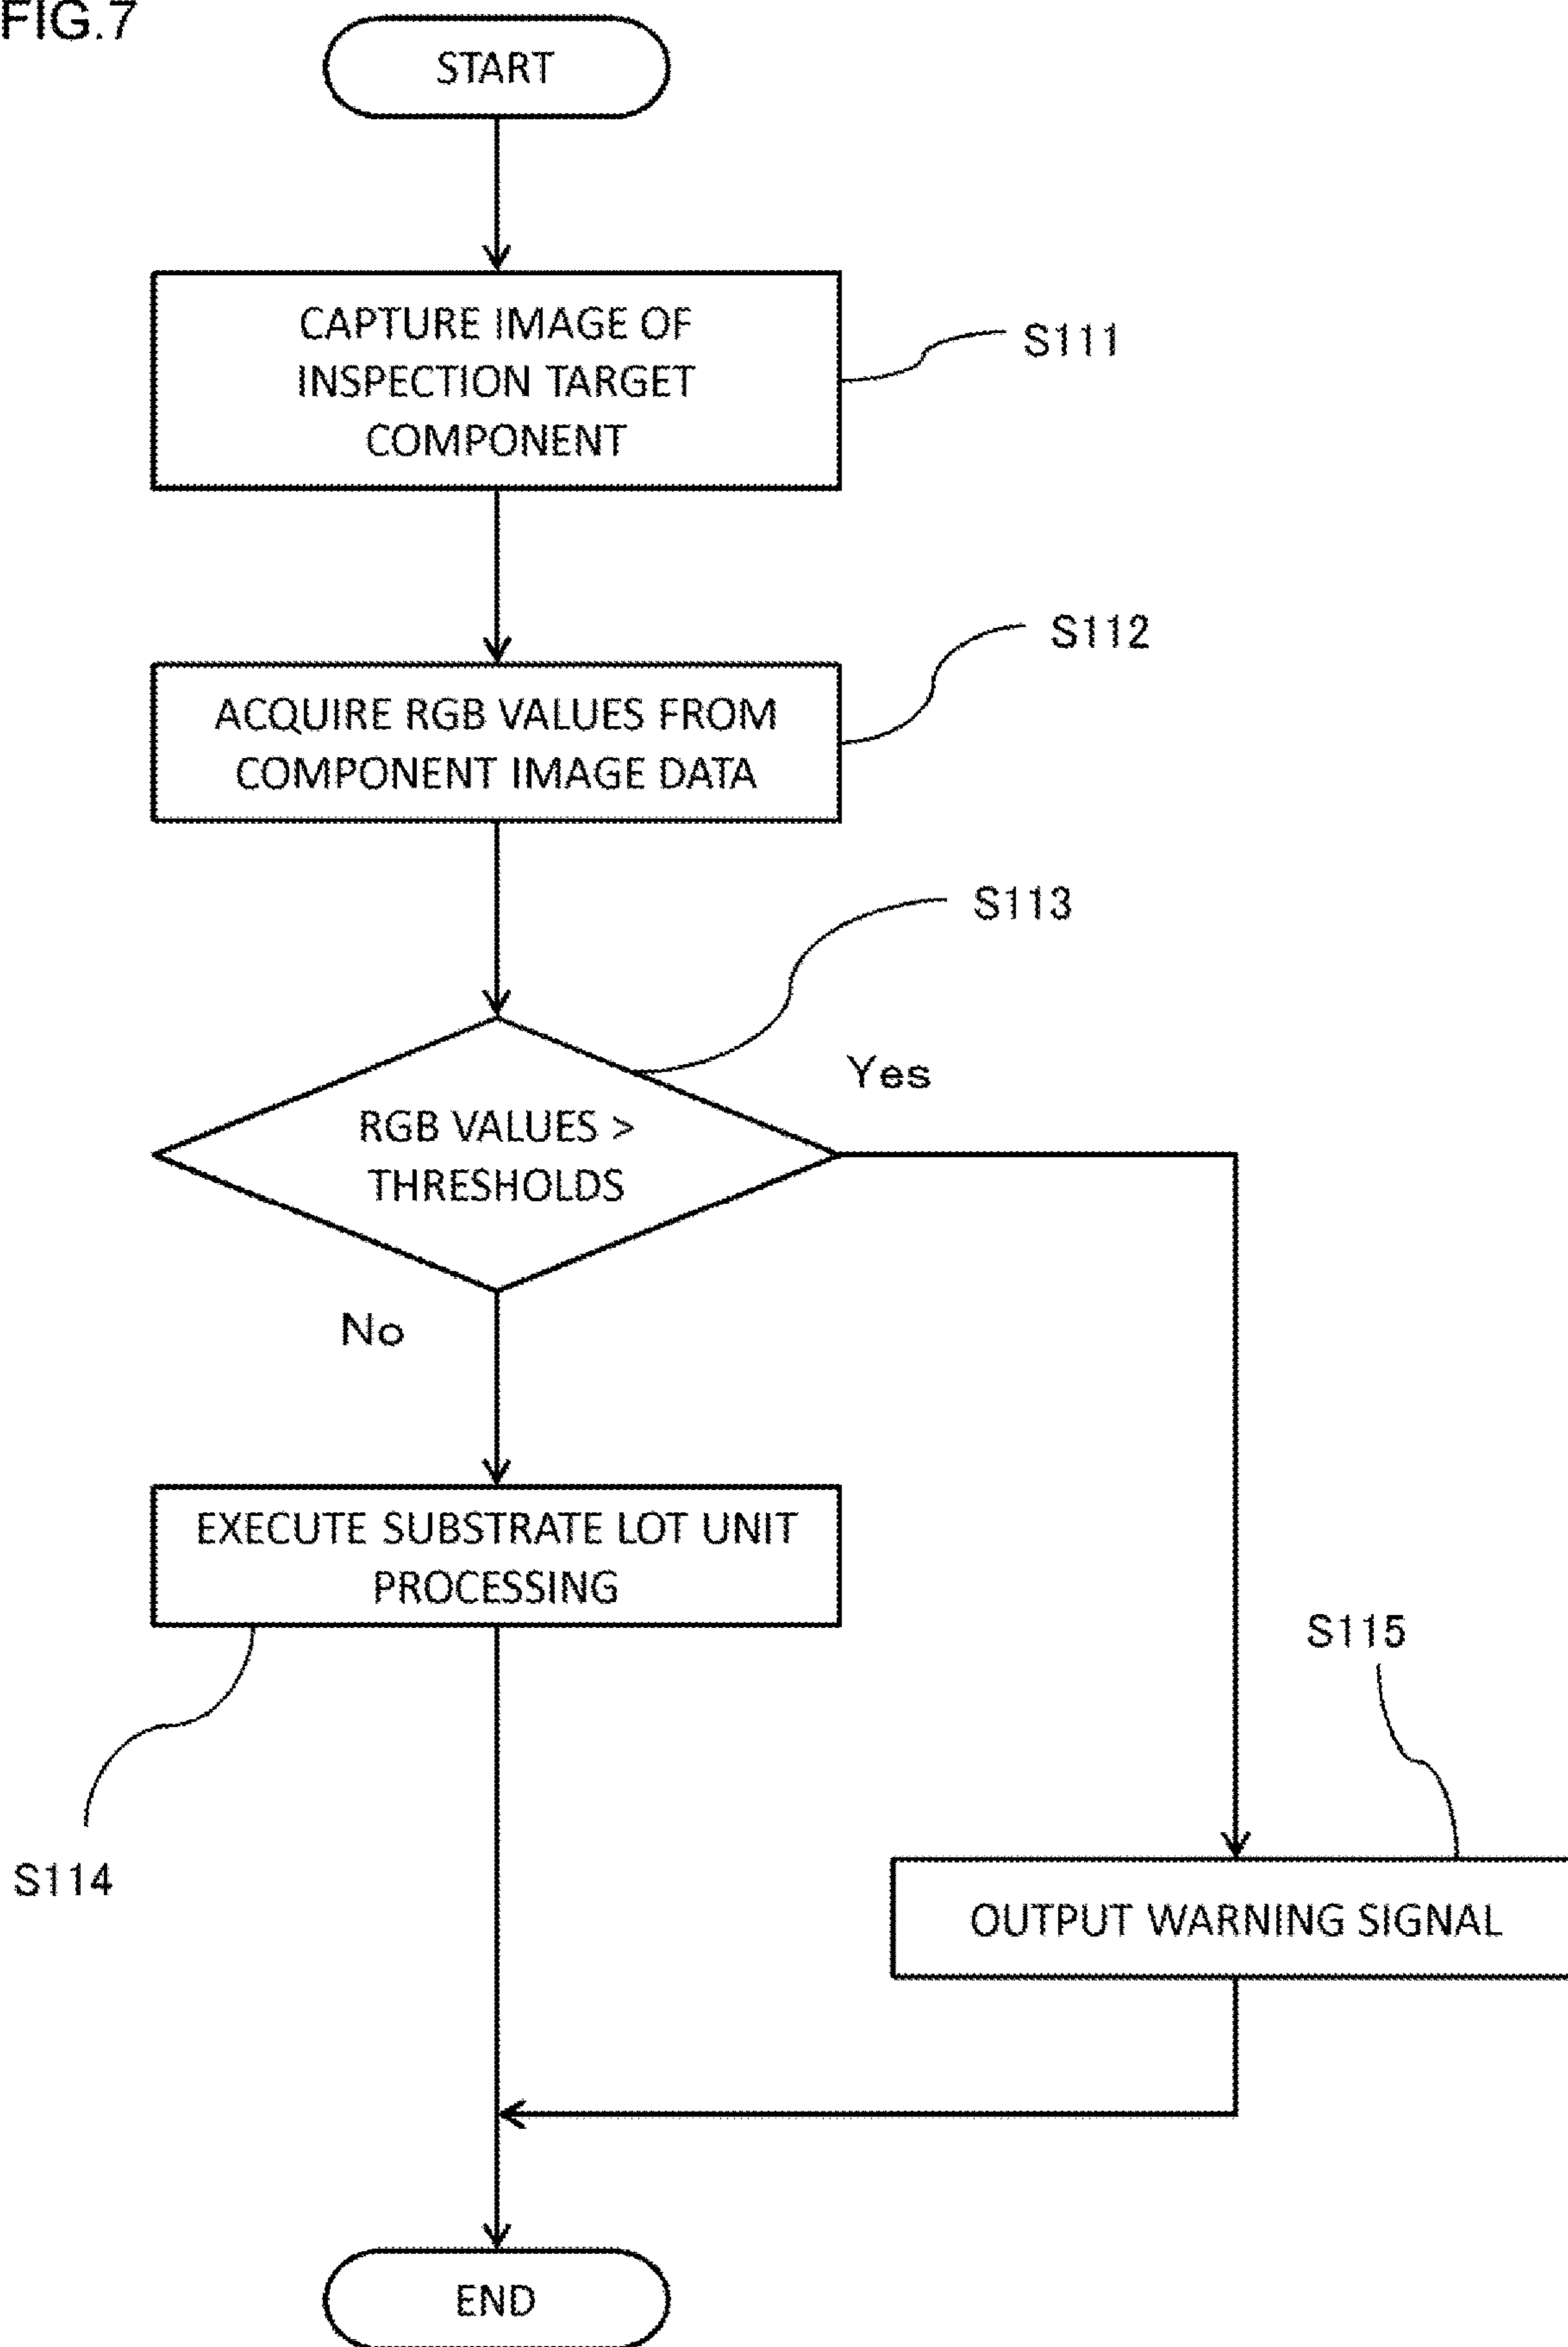 FIG.7
START
CAPTURE IMAGE OF
INSPECTION TARGET
COMPONENT
S111
S112
ACQUIRE RGB VALUES FROM
COMPONENT IMAGE DATA
S113
Yes
RGB VALUES >
THRESHOLDS
No
EXECUTE SUBSTRATE LOT UNIT
PROCESSING
S115
S114
OUTPUT WARNING SIGNAL
END